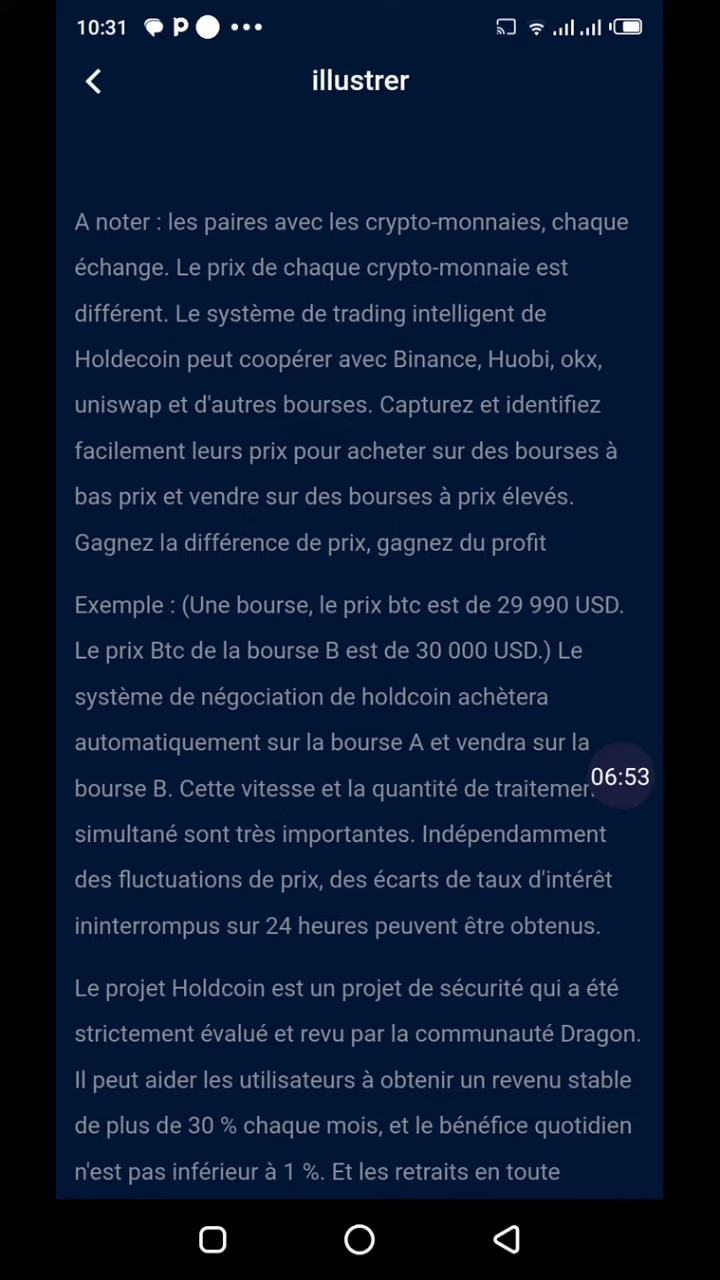 10:31
illustrer
A noter : les paires avec les crypto-monnaies, chaque
échange. Le prix de chaque crypto-monnaie est
différent. Le système de trading intelligent de
Holdecoin peut coopérer avec Binance, Huobi, okx,
uniswap et d'autres bourses. Capturez et identifiez
facilement leurs prix pour acheter sur des bourses à
bas prix et vendre sur des bourses à prix élevés.
Gagnez la différence de prix, gagnez du profit
Exemple : (Une bourse, le prix btc est de 29 990 USD.
Le prix Btc de la bourse B est de 30 000 USD.) Le
système de négociation de holdcoin achètera
automatiquement sur la bourse A et vendra sur la
bourse B. Cette vitesse et la quantité de traitemen
06:53
simultané sont très importantes. Indépendamment
des fluctuations de prix, des écarts de taux d'intérêt
ininterrompus sur 24 heures peuvent être obtenus.
Le projet Holdcoin est un projet de sécurité qui a été
strictement évalué et revu par la communauté Dragon.
Il peut aider les utilisateurs à obtenir un revenu stable
de plus de 30 % chaque mois, et le bénéfice quotidien
n'est pas inférieur à 1 %. Et les retraits en toute